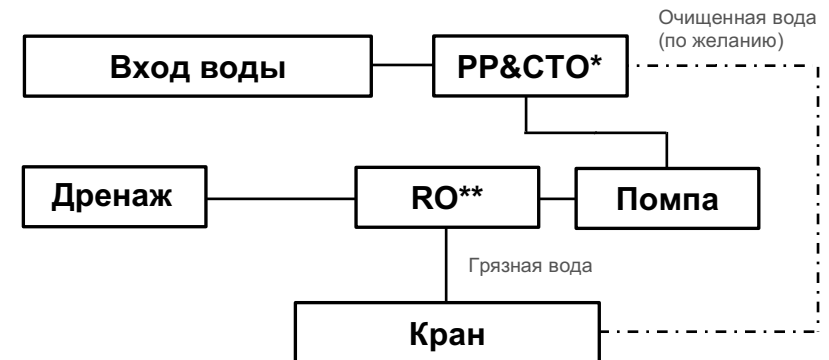 Очищенная вода
(по желанию)
Вход воды
PP&CTO*
Дренаж
RO**
Помпа
Грязная вода
Кран